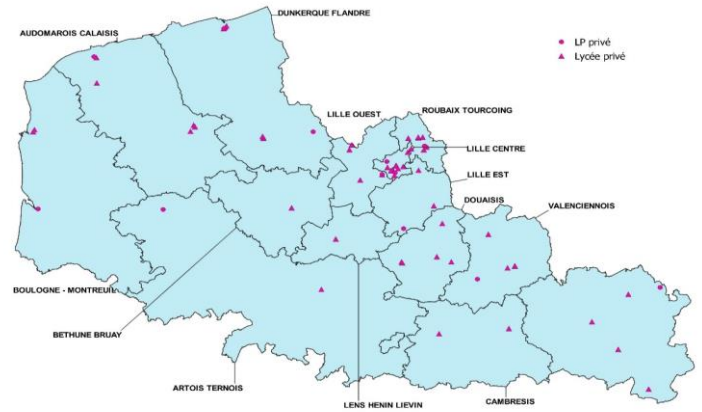 DUNKERQUE FLANDRE
AUDOMAROIS CALAISIS
LP privé
Lycée privé
LILLE OUEST
ROUBAIX TOURCOING
LILLE CENTRE
LILLE EST
DOUAISIS
VALENCIENNOIS
BOULOGNE - MONTREUIL
BETHUNE BRUAY
ARTOIS TERNOIS
LENS HENIN LIEVIN
CAMBRESIS